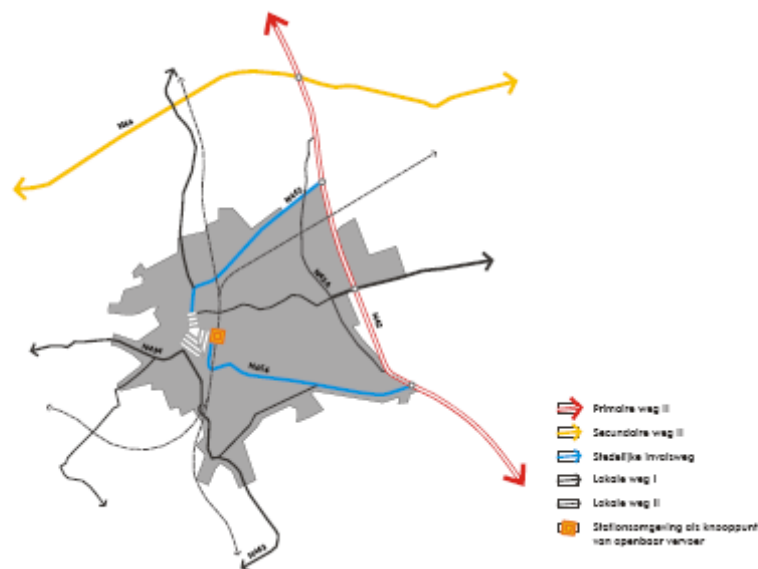 N42
Primaire weg II
Secundaire weg II
Stedelijke invalsweg
Lokale weg I
Lokale weg II
Stationsomgeving als knooppunt
van openbaar vervoer